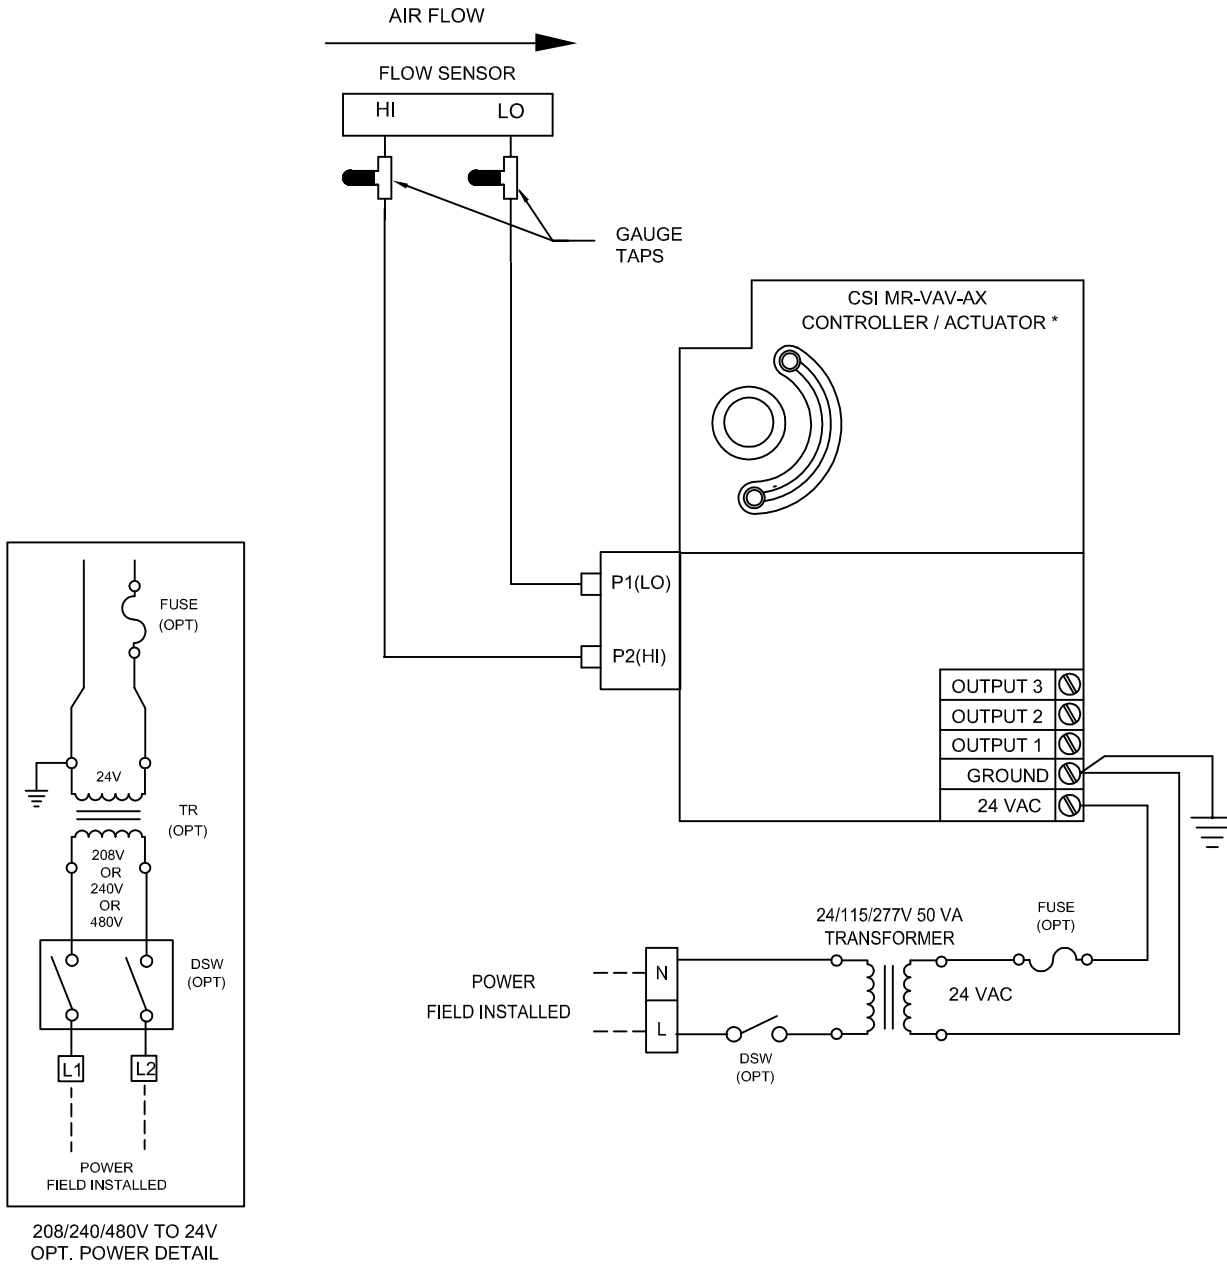 AIR FLOW
FLOW SENSOR
HI
LO
GAUGE
TAPS
CSI MR-VAV-AX
CONTROLLER / ACTUATOR *
P1(LO)
P2(HI)
OUTPUT 3
OUTPUT 2
OUTPUT 1
GROUND
24 VAC
24/115/277V 50 VA
TRANSFORMER
FUSE
(OPT)
24 VAC
POWER
FIELD INSTALLED
N
L
DSW
(OPT)
FUSE
(OPT)
24V
TR
(OPT)
208V
OR
240V
OR
480V
DSW
(OPT)
L1
L2
POWER
FIELD INSTALLED
208/240/480V TO 24V
OPT. POWER DETAIL